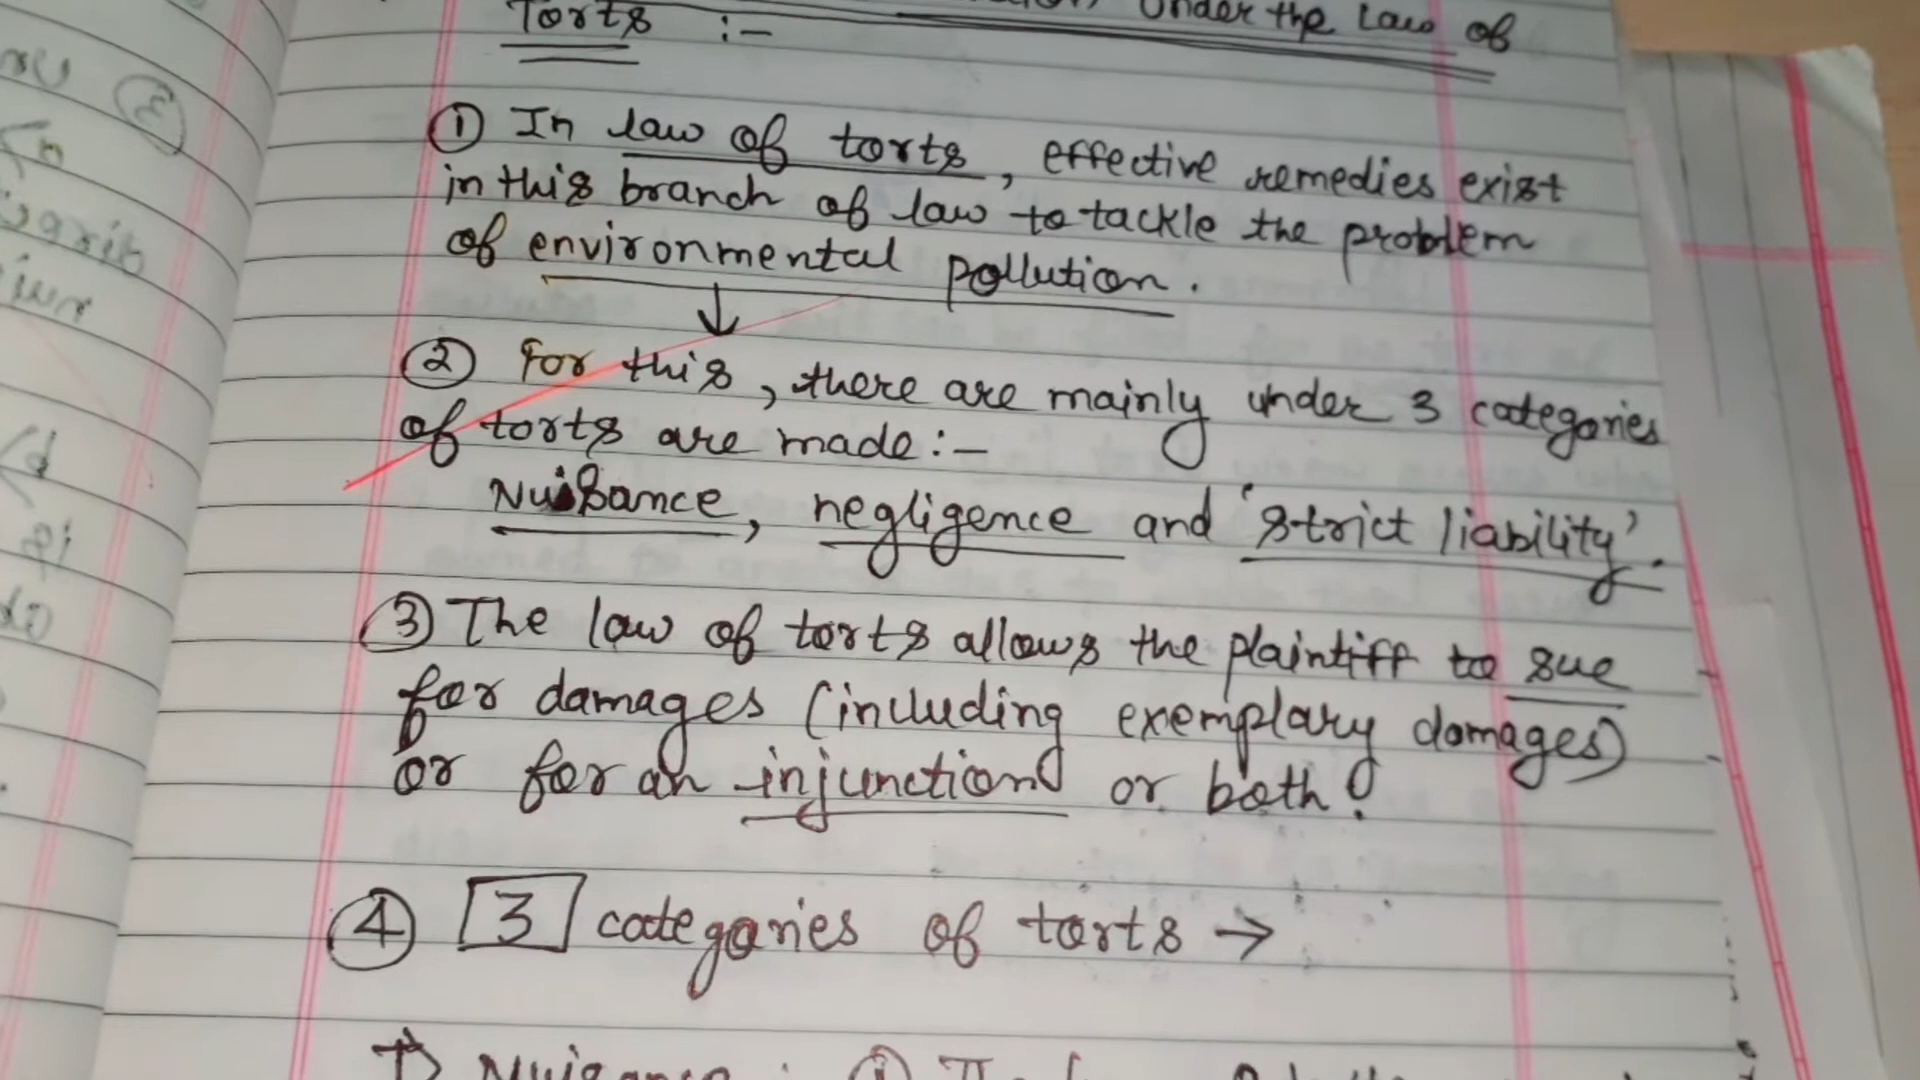 Under the Law of
Torts :-
① In law of torts, effective remedies exist
in this branch of law to tackle the problem
of environmental pollution.
↓
② For this, there are mainly under 3 categories
of torts are made:-
Nuisance, negligence and 'strict liability'.
③ The law of torts allows the plaintiff to sue
for damages (including exemplary damages)
or for an injunction or both.
④ 3 categories of torts →
Nuisance